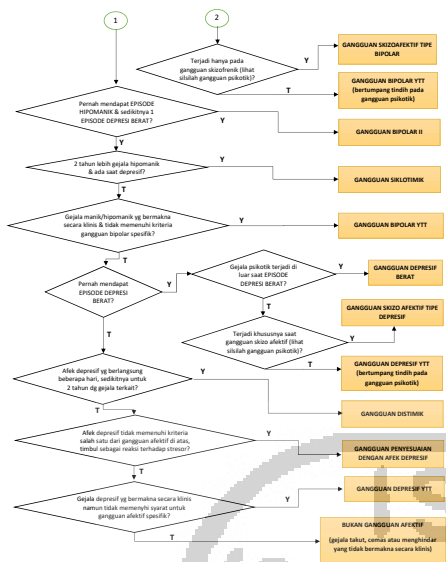 1
2
Terjadi hanya pada
gangguan skizofrenik (lihat
silsilah gangguan psikotik)?
Y
GANGGUAN SKIZOAFEKTIF TIPE
BIPOLAR
T
GANGGUAN BIPOLAR YTT
(bertumpang tindih pada
gangguan psikotik)
Pernah mendapat EPISODE
HIPOMANIK & sedikitnya 1
EPISODE DEPRESI BERAT?
Y
GANGGUAN BIPOLAR II
Y
2 tahun lebih gejala hipomanik
& ada saat depresif?
Y
GANGGUAN SIKLOTIMIK
T
Gejala manik/hipomanik yg bermakna
secara klinis & tidak memenuhi kriteria
gangguan bipolar spesifik?
Y
GANGGUAN BIPOLAR YTT
T
Pernah mendapat
EPISODE DEPRESI
BERAT?
Y
Gejala psikotik terjadi di
luar saat EPISODE
DEPRESI BERAT?
Y
GANGGUAN DEPRESIF
BERAT
T
T
Terjadi khususnya saat
gangguan skizo afektif (lihat
silsilah gangguan psikotik)?
Y
GANGGUAN SKIZO AFEKTIF TIPE
DEPRESIF
T
GANGGUAN DEPRESIF YTT
(bertumpang tindih pada
gangguan psikotik)
Afek depresif yg berlangsung
beberapa hari, sedikitnya untuk
2 tahun dg gejala terkait?
Y
GANGGUAN DISTIMIK
T
Afek depresif tidak memenuhi kriteria
salah satu dari gangguan afektif di atas,
timbul sebagai reaksi terhadap stresor?
Y
GANGGUAN PENYESUAIAN
DENGAN AFEK DEPRESIF
T
Gejala depresif yg bermakna secara klinis
namun tidak memenyhi syarat untuk
gangguan afektif spesifik?
Y
GANGGUAN DEPRESIF YTT
T
BUKAN GANGGUAN AFEKTIF
(gejala takut, cemas atau menghindar
yang tidak bermakna secara klinis)